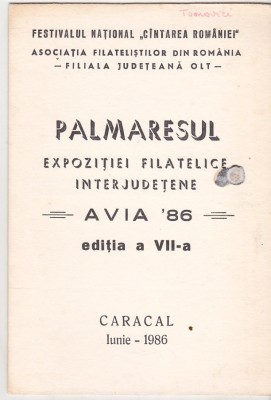 FESTIVALUL NAȚIONAL „CÎNTAREA ROMÂNIEI”
ASOCIAȚIA FILATELIȘTILOR DIN ROMÂNIA
— FILIALA JUDEȚEANĂ OLT —
PALMARESUL
EXPOZIȚIEI FILATELICE
INTERJUDEȚENE
— AVIA '86 —
ediția a VII-a
CARACAL
Iunie - 1986